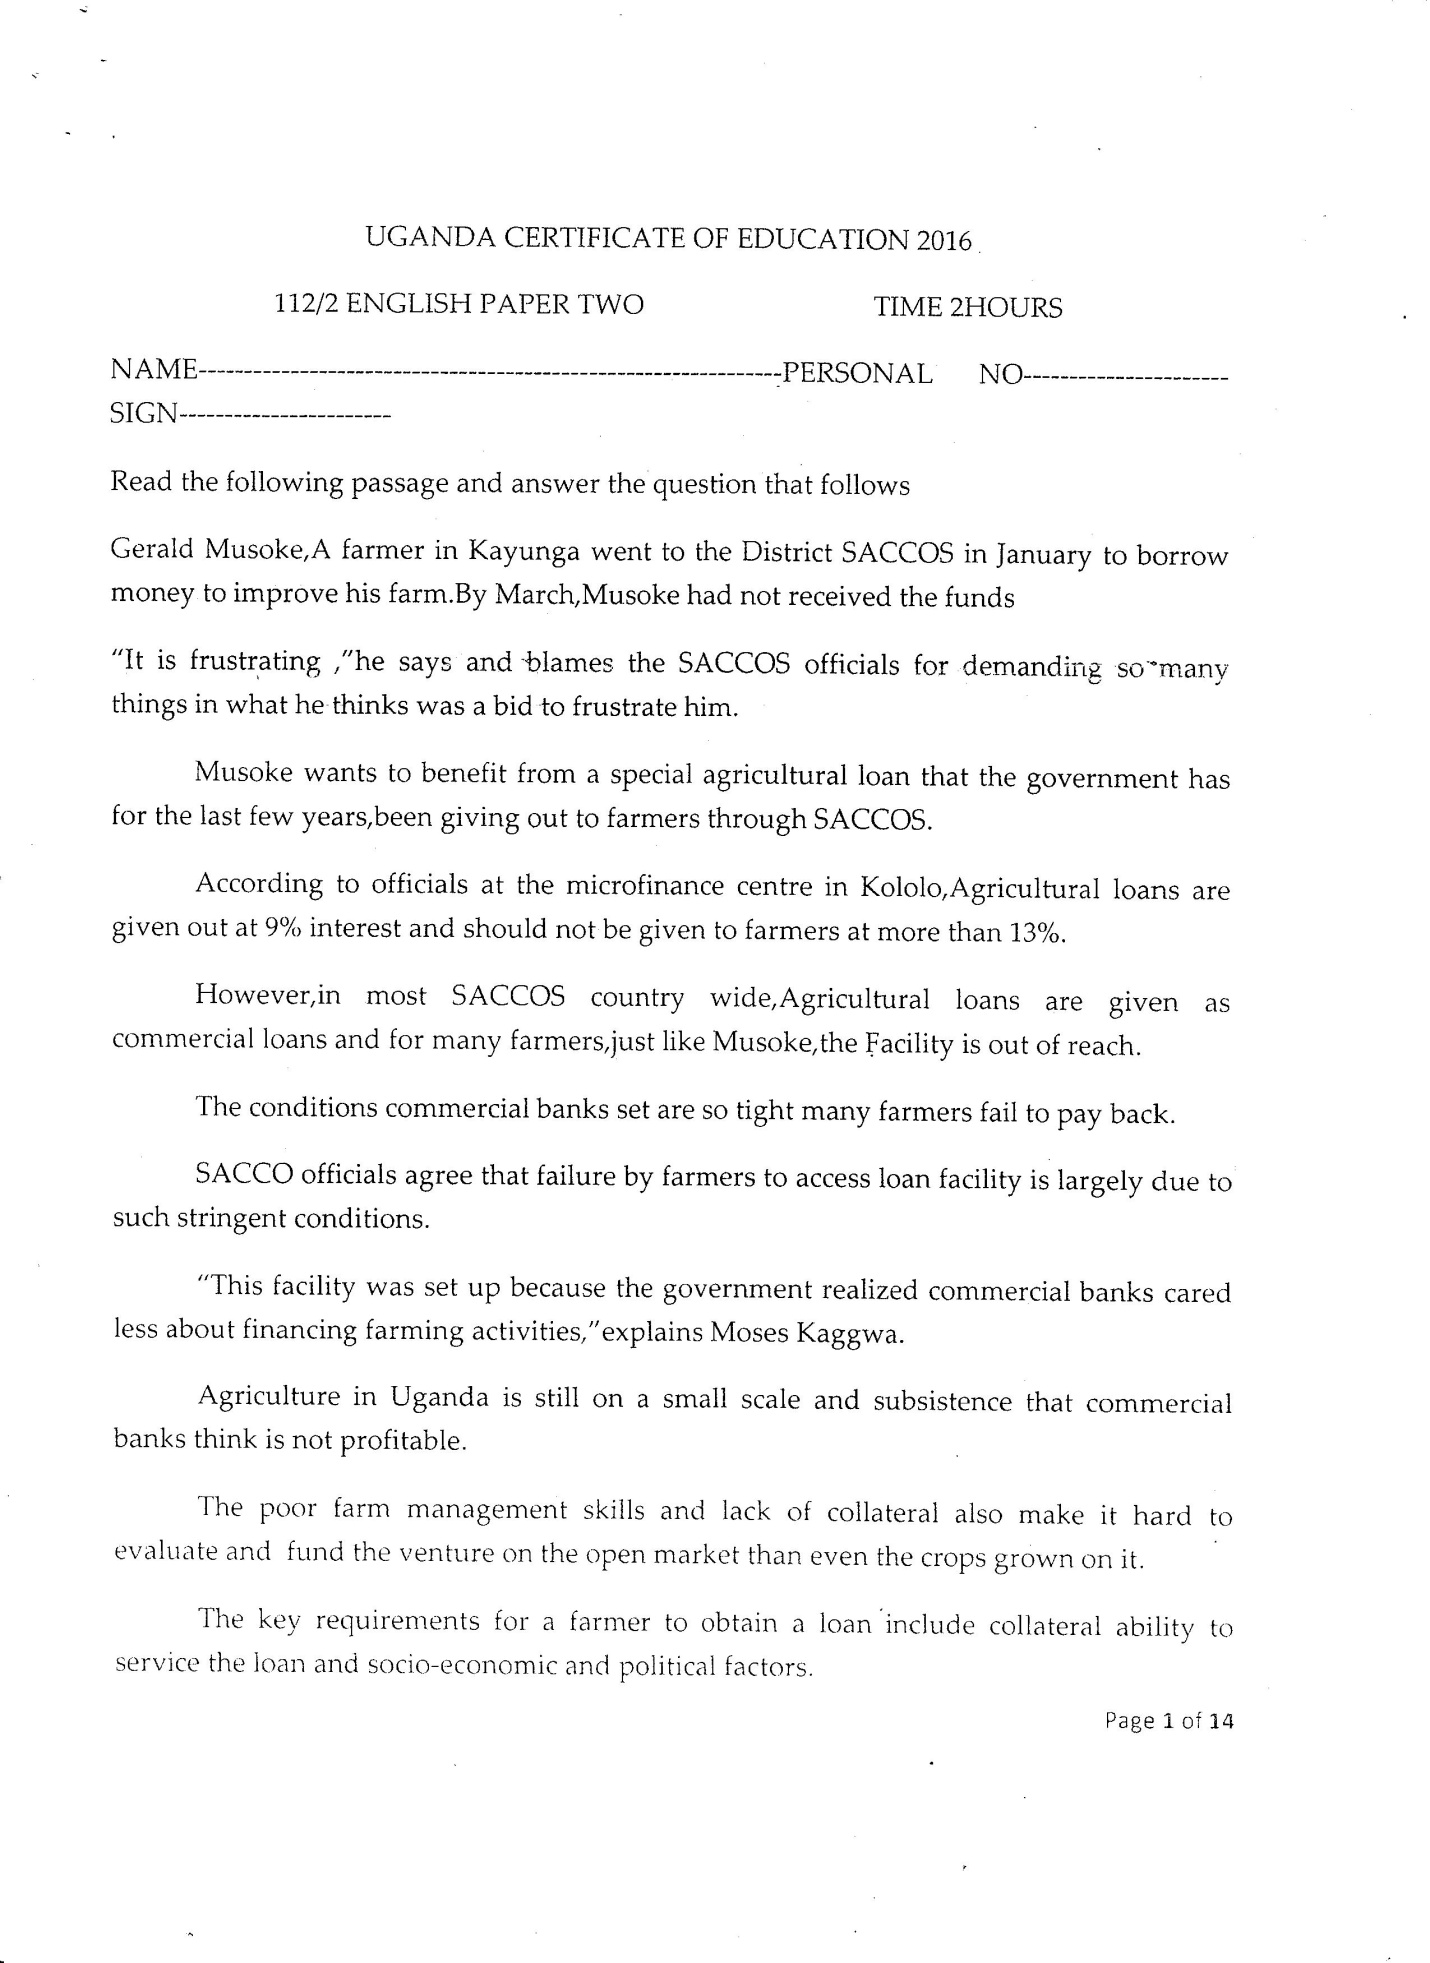 UGANDA CERTIFICATE OF EDUCATION 2016
112/2 ENGLISH PAPER TWO TIME 2HOURS
NAME----------------------------------------------------------------PERSONAL NO----------------------
SIGN-----------------------
Read the following passage and answer the question that follows
Gerald Musoke,A farmer in Kayunga went to the District SACCOS in January to borrow
money to improve his farm.By March,Musoke had not received the funds
"It is frustrating ,"he says and blames the SACCOS officials for demanding so many
things in what he thinks was a bid to frustrate him.
Musoke wants to benefit from a special agricultural loan that the government has
for the last few years,been giving out to farmers through SACCOS.
According to officials at the microfinance centre in Kololo,Agricultural loans are
given out at 9% interest and should not be given to farmers at more than 13%.
However,in most SACCOS country wide,Agricultural loans are given as
commercial loans and for many farmers,just like Musoke,the Facility is out of reach.
The conditions commercial banks set are so tight many farmers fail to pay back.
SACCO officials agree that failure by farmers to access loan facility is largely due to
such stringent conditions.
"This facility was set up because the government realized commercial banks cared
less about financing farming activities,"explains Moses Kaggwa.
Agriculture in Uganda is still on a small scale and subsistence that commercial
banks think is not profitable.
The poor farm management skills and lack of collateral also make it hard to
evaluate and fund the venture on the open market than even the crops grown on it.
The key requirements for a farmer to obtain a loan include collateral ability to
service the loan and socio-economic and political factors.
Page 1 of 14